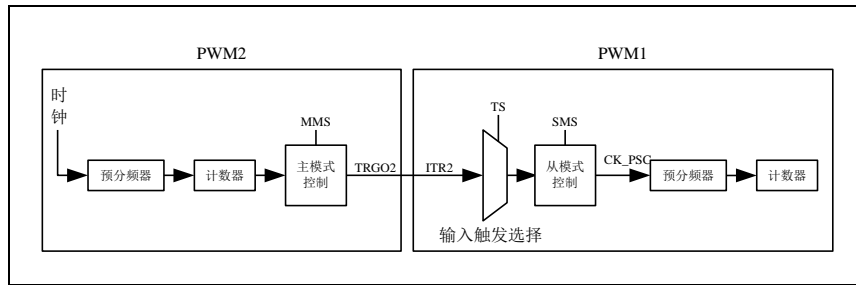 PWM2
PWM1
时
钟
MMS
TS
SMS
预分频器
计数器
主模式
控制
TRGO2
ITR2
从模式
控制
CK_PSC
预分频器
计数器
输入触发选择